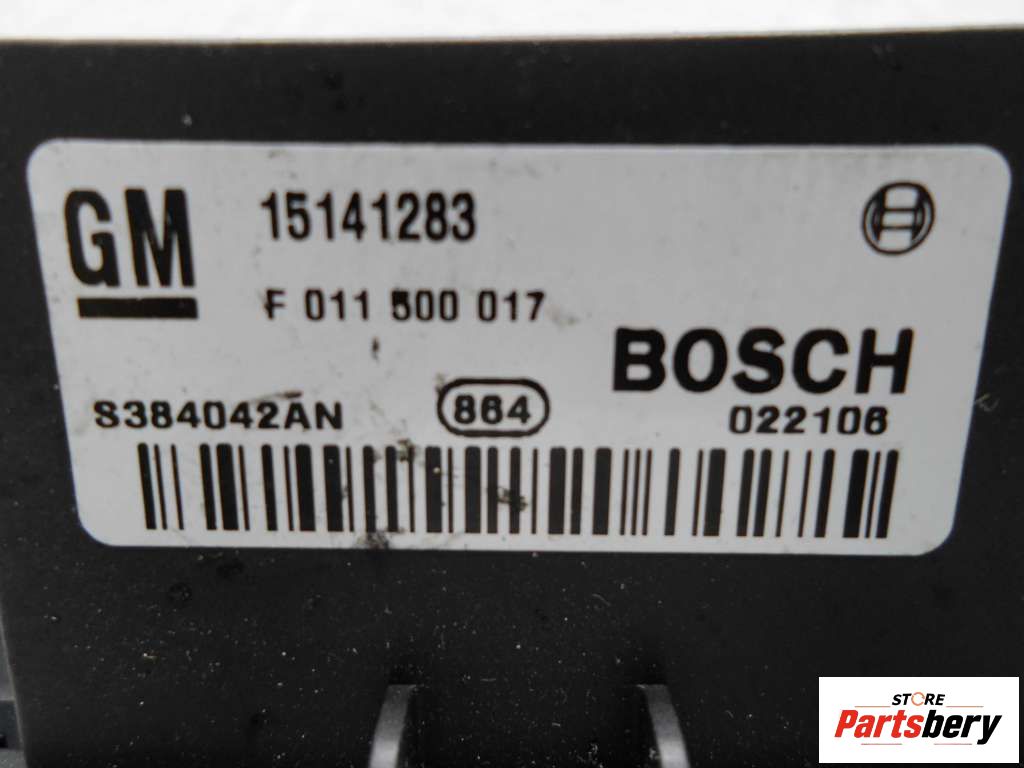 GM 15141283
F 011 500 017
BOSCH
S384042AN 864 022106
STORE
Partsbery